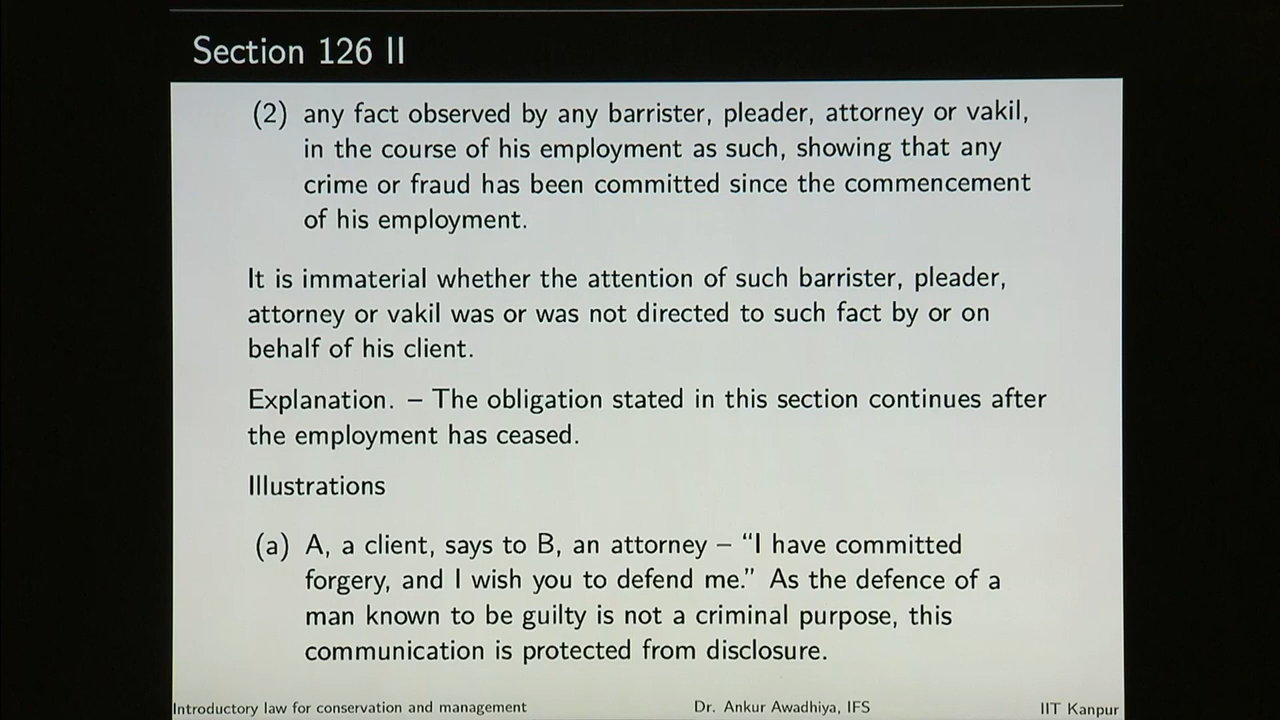 Section 126 II
(2) any fact observed by any barrister, pleader, attorney or vakil,
in the course of his employment as such, showing that any
crime or fraud has been committed since the commencement
of his employment.
It is immaterial whether the attention of such barrister, pleader,
attorney or vakil was or was not directed to such fact by or on
behalf of his client.
Explanation. – The obligation stated in this section continues after
the employment has ceased.
Illustrations
(a) A, a client, says to B, an attorney – “I have committed
forgery, and I wish you to defend me.” As the defence of a
man known to be guilty is not a criminal purpose, this
communication is protected from disclosure.
Introductory law for conservation and management Dr. Ankur Awadhiya, IFS IIT Kanpur